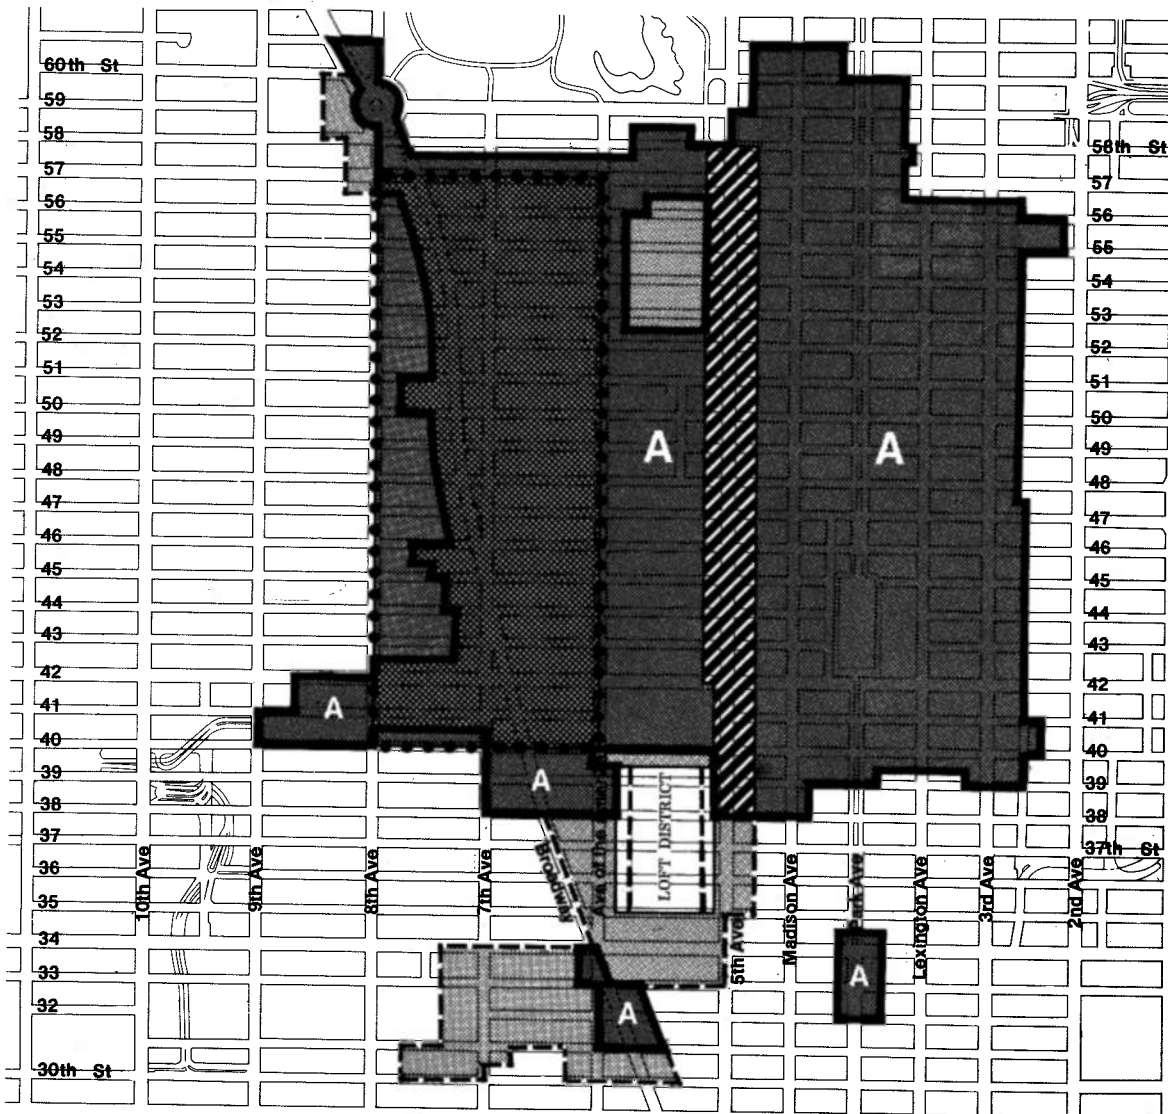 60th St
59
58
57
56
55
54
53
52
51
50
49
48
47
46
45
44
43
42
41
40
39
38
37
36
35
34
33
32
30th St
58th St
57
56
55
54
53
52
51
50
49
48
47
46
45
44
43
42
41
40
39
38
37th St
A
A
A
A
A
A
LOFT DISTRICT
10th Ave
9th Ave
8th Ave
7th Ave
Broadway
Ave of the
5th Ave
Madison Ave
Park Ave
Lexington Ave
3rd Ave
2nd Ave